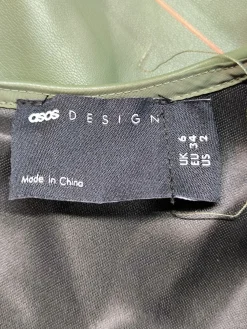 asos DESIGN
Made in China
UK 6
EU 34
US 2